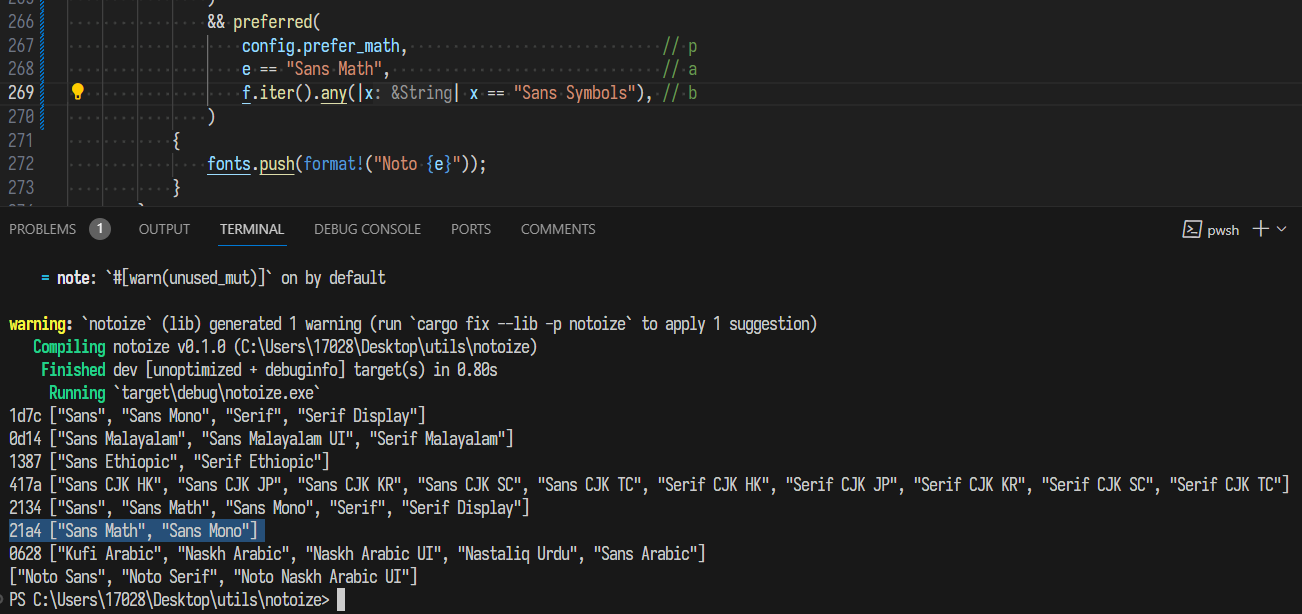 266 && preferred(
267 config.prefer_math, // p
268 e == "Sans Math", // a
269 f.iter().any(|x: &String| x == "Sans Symbols"), // b
270 )
271 {
272 fonts.push(format!("Noto {e}"));
273 }
PROBLEMS 1 OUTPUT TERMINAL DEBUG CONSOLE PORTS COMMENTS pwsh
= note: `#[warn(unused_mut)]` on by default
warning: `notoize` (lib) generated 1 warning (run `cargo fix --lib -p notoize` to apply 1 suggestion)
Compiling notoize v0.1.0 (C:\Users\17028\Desktop\utils\notoize)
Finished dev [unoptimized + debuginfo] target(s) in 0.80s
Running `target\debug\notoize.exe`
1d7c ["Sans", "Sans Mono", "Serif", "Serif Display"]
0d14 ["Sans Malayalam", "Sans Malayalam UI", "Serif Malayalam"]
1387 ["Sans Ethiopic", "Serif Ethiopic"]
417a ["Sans CJK HK", "Sans CJK JP", "Sans CJK KR", "Sans CJK SC", "Sans CJK TC", "Serif CJK HK", "Serif CJK JP", "Serif CJK KR", "Serif CJK SC", "Serif CJK TC"]
2134 ["Sans", "Sans Math", "Sans Mono", "Serif", "Serif Display"]
21a4 ["Sans Math", "Sans Mono"]
0628 ["Kufi Arabic", "Naskh Arabic", "Naskh Arabic UI", "Nastaliq Urdu", "Sans Arabic"]
["Noto Sans", "Noto Serif", "Noto Naskh Arabic UI"]
PS C:\Users\17028\Desktop\utils\notoize>